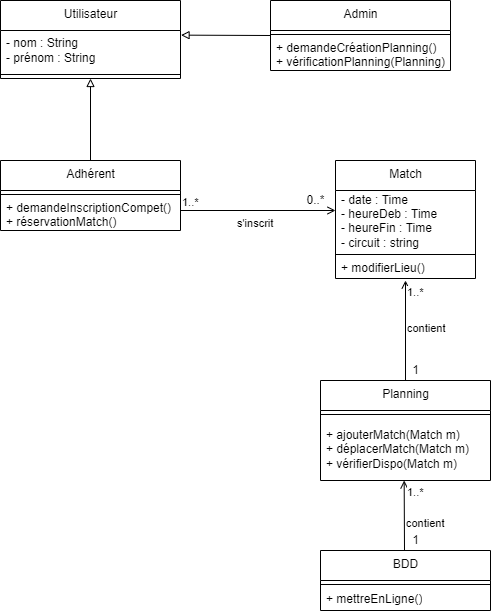 Utilisateur
- nom : String
- prénom : String
Admin
+ demandeCréationPlanning()
+ vérificationPlanning(Planning)
Adhérent
+ demandeInscriptionCompet()
+ réservationMatch()
1..*
0..*
s'inscrit
Match
- date : Time
- heureDeb : Time
- heureFin : Time
- circuit : string
+ modifierLieu()
1..*
contient
1
Planning
+ ajouterMatch(Match m)
+ déplacerMatch(Match m)
+ vérifierDispo(Match m)
1..*
contient
1
BDD
+ mettreEnLigne()